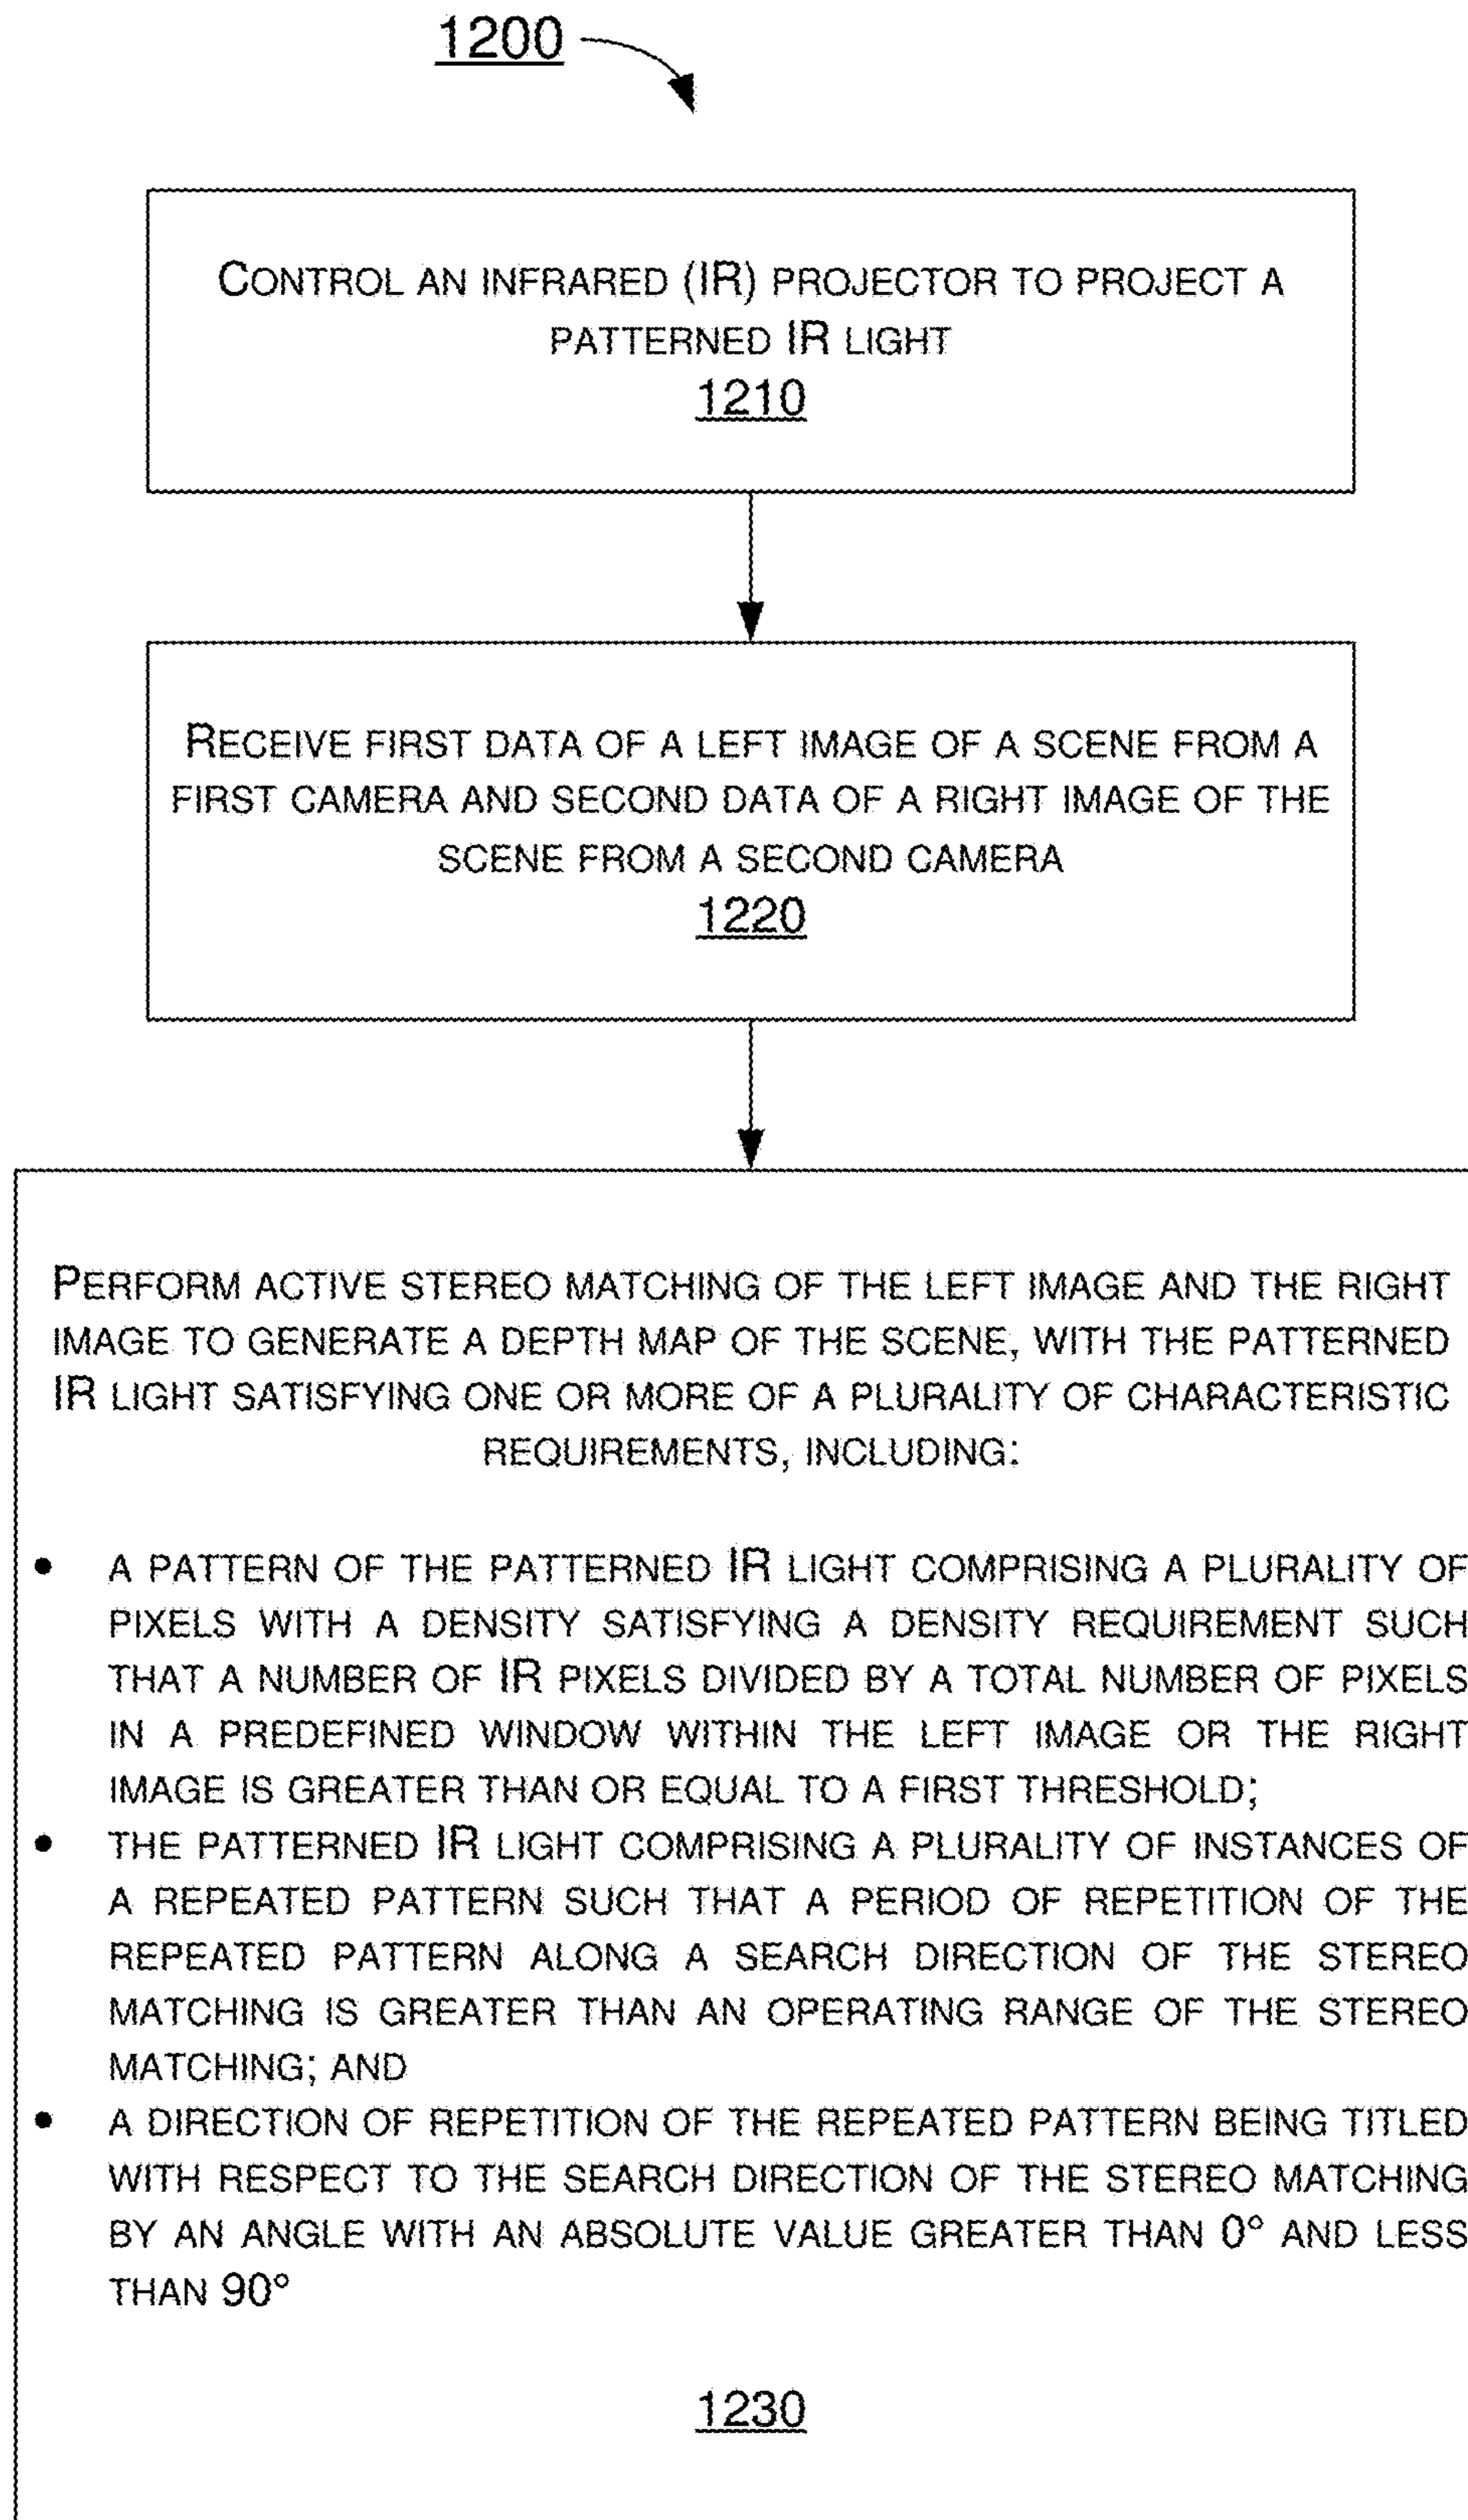 1200
CONTROL AN INFRARED (IR) PROJECTOR TO PROJECT A
PATTERNED IR LIGHT
1210
RECEIVE FIRST DATA OF A LEFT IMAGE OF A SCENE FROM A
FIRST CAMERA AND SECOND DATA OF A RIGHT IMAGE OF THE
SCENE FROM A SECOND CAMERA
1220
PERFORM ACTIVE STEREO MATCHING OF THE LEFT IMAGE AND THE RIGHT
IMAGE TO GENERATE A DEPTH MAP OF THE SCENE, WITH THE PATTERNED
IR LIGHT SATISFYING ONE OR MORE OF A PLURALITY OF CHARACTERISTIC
REQUIREMENTS, INCLUDING:
• A PATTERN OF THE PATTERNED IR LIGHT COMPRISING A PLURALITY OF
PIXELS WITH A DENSITY SATISFYING A DENSITY REQUIREMENT SUCH
THAT A NUMBER OF IR PIXELS DIVIDED BY A TOTAL NUMBER OF PIXELS
IN A PREDEFINED WINDOW WITHIN THE LEFT IMAGE OR THE RIGHT
IMAGE IS GREATER THAN OR EQUAL TO A FIRST THRESHOLD;
• THE PATTERNED IR LIGHT COMPRISING A PLURALITY OF INSTANCES OF
A REPEATED PATTERN SUCH THAT A PERIOD OF REPETITION OF THE
REPEATED PATTERN ALONG A SEARCH DIRECTION OF THE STEREO
MATCHING IS GREATER THAN AN OPERATING RANGE OF THE STEREO
MATCHING; AND
• A DIRECTION OF REPETITION OF THE REPEATED PATTERN BEING TITLED
WITH RESPECT TO THE SEARCH DIRECTION OF THE STEREO MATCHING
BY AN ANGLE WITH AN ABSOLUTE VALUE GREATER THAN 0° AND LESS
THAN 90°
1230